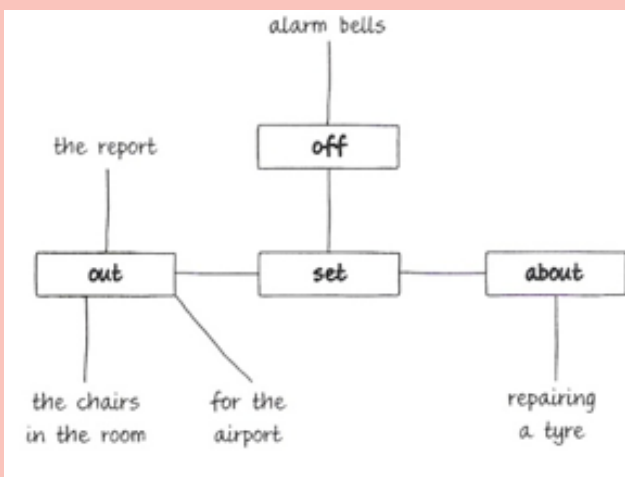 alarm bells
off
the report
out
set
about
the chairs
in the room
for the
airport
repairing
a tyre